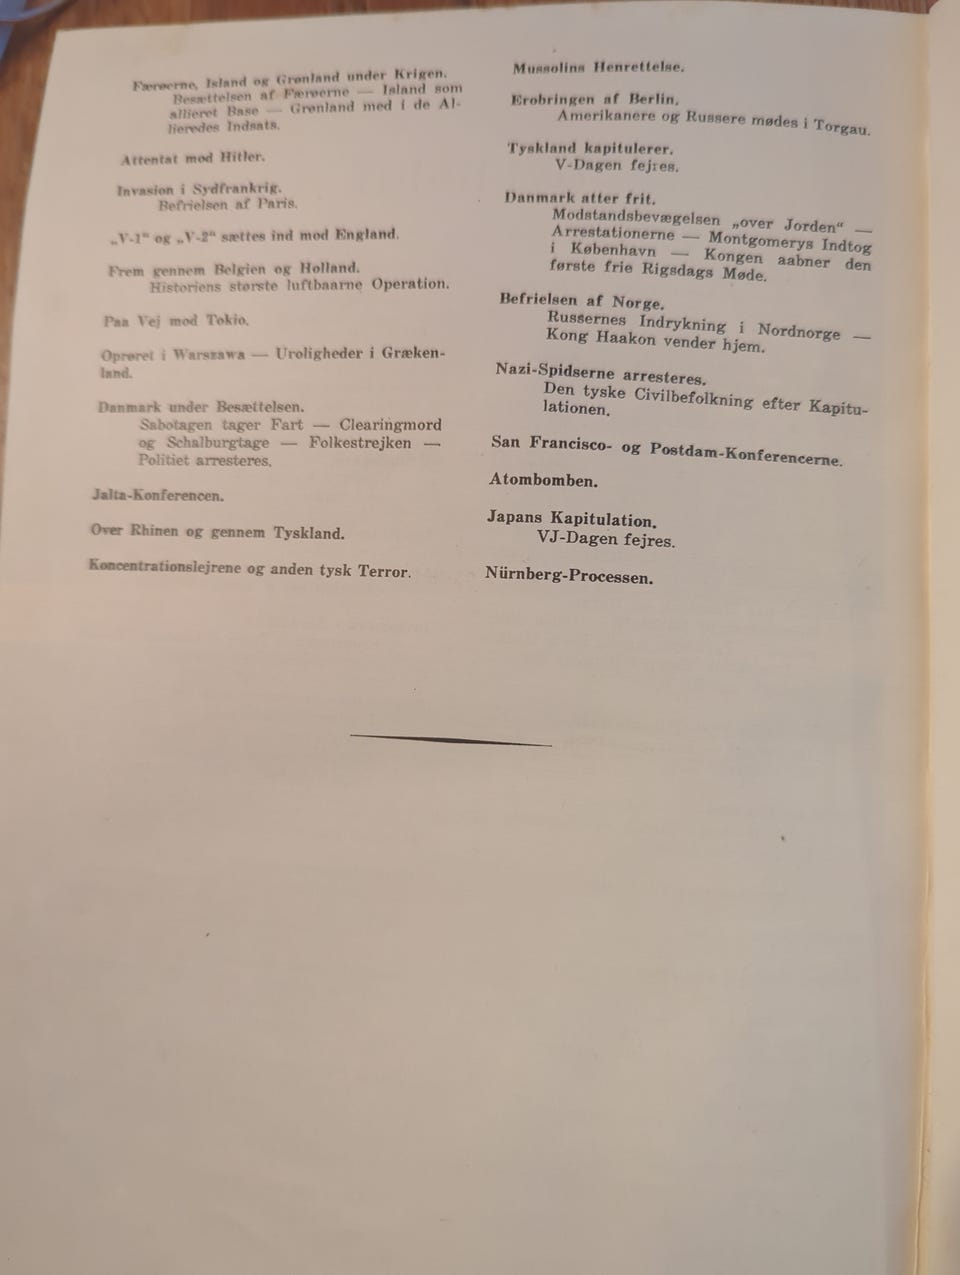 Færøerne, Island og Grønland under Krigen.
Besættelsen af Færøerne — Island som
allieret Base — Grønland med i de Al-
lieredes Indsats.
Attentat mod Hitler.
Invasion i Sydfrankrig.
Befrielsen af Paris.
„V-1“ og „V-2“ sættes ind mod England.
Frem gennem Belgien og Holland.
Historiens største luftbaarne Operation.
Paa Vej mod Tokio.
Oprøret i Warszawa — Uroligheder i Græken-
land.
Danmark under Besættelsen.
Sabotagen tager Fart — Clearingmord
og Schalburgtage — Folkestrejken —
Politiet arresteres.
Jalta-Konferencen.
Over Rhinen og gennem Tyskland.
Koncentrationslejrene og anden tysk Terror.
Mussolins Henrettelse.
Erobringen af Berlin.
Amerikanere og Russere mødes i Torgau.
Tyskland kapitulerer.
V-Dagen fejres.
Danmark atter frit.
Modstandsbevægelsen „over Jorden“ —
Arrestationerne — Montgomerys Indtog
i København — Kongen aabner den
første frie Rigsdags Møde.
Befrielsen af Norge.
Russernes Indrykning i Nordnorge —
Kong Haakon vender hjem.
Nazi-Spidserne arresteres.
Den tyske Civilbefolkning efter Kapitu-
lationen.
San Francisco- og Postdam-Konferencerne.
Atombomben.
Japans Kapitulation.
VJ-Dagen fejres.
Nürnberg-Processen.